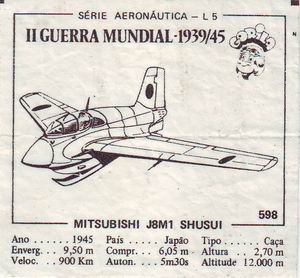 SÉRIE AERONÁUTICA - L 5
II GUERRA MUNDIAL-1939/45
N
598
MITSUBISHI J8M1 SHUSUI
Ano ...... 1945 País ..... Japão Tipo ...... Caça
Enverg. .. 9,50 m Compr. . 6,05 m Altura ... 2,70 m
Veloc. .. 900 Km Auton. . 5m30s Altitude 12.000 m